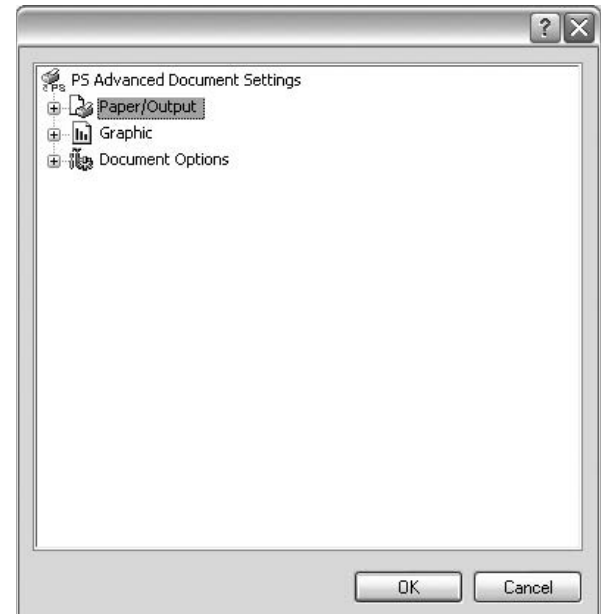 ?
PS Advanced Document Settings
Paper/Output
Graphic
Document Options
OK
Cancel